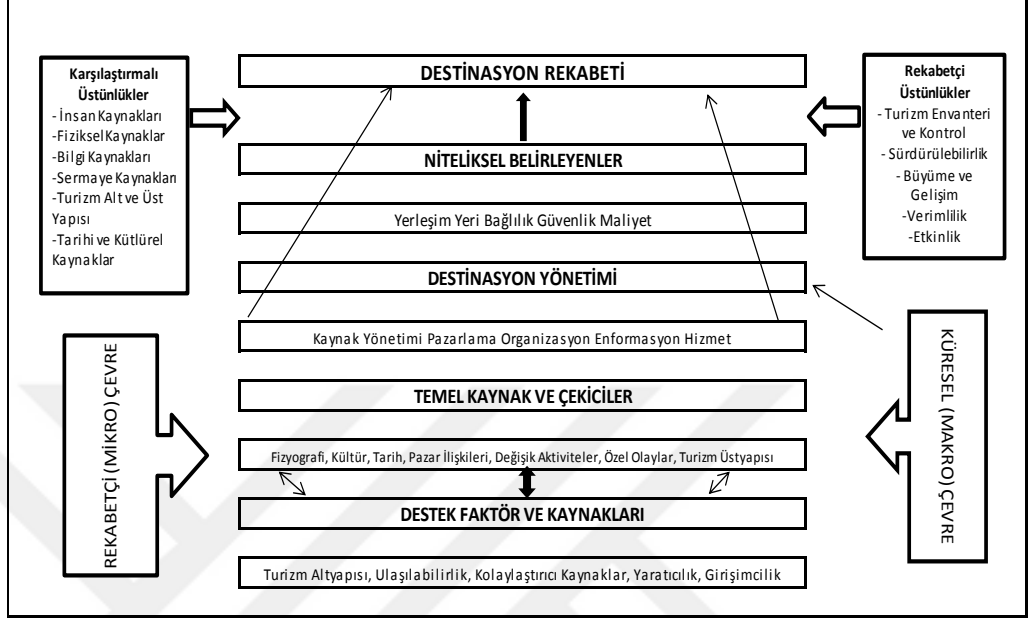 Karşılaştırmalı
Üstünlükler
- İnsan Kaynakları
-Fiziksel Kaynaklar
-Bilgi Kaynakları
-Sermaye Kaynakları
-Turizm Alt ve Üst
Yapısı
-Tarihi ve Kütlürel
Kaynaklar
DESTİNASYON REKABETİ
NİTELİKSEL BELİRLEYENLER
Yerleşim Yeri Bağlılık Güvenlik Maliyet
DESTİNASYON YÖNETİMİ
Kaynak Yönetimi Pazarlama Organizasyon Enformasyon Hizmet
TEMEL KAYNAK VE ÇEKİCİLER
Fizyografi, Kültür, Tarih, Pazar İlişkileri, Değişik Aktiviteler, Özel Olaylar, Turizm Üstyapısı
DESTEK FAKTÖR VE KAYNAKLARI
Turizm Altyapısı, Ulaşılabilirlik, Kolaylaştırıcı Kaynaklar, Yaratıcılık, Girişimcilik
Rekabetçi
Üstünlükler
- Turizm Envanteri
ve Kontrol
- Sürdürülebilirlik
- Büyüme ve
Gelişim
-Verimlilik
-Etkinlik
REKABETÇİ (MİKRO) ÇEVRE
KÜRESEL (MAKRO) ÇEVRE